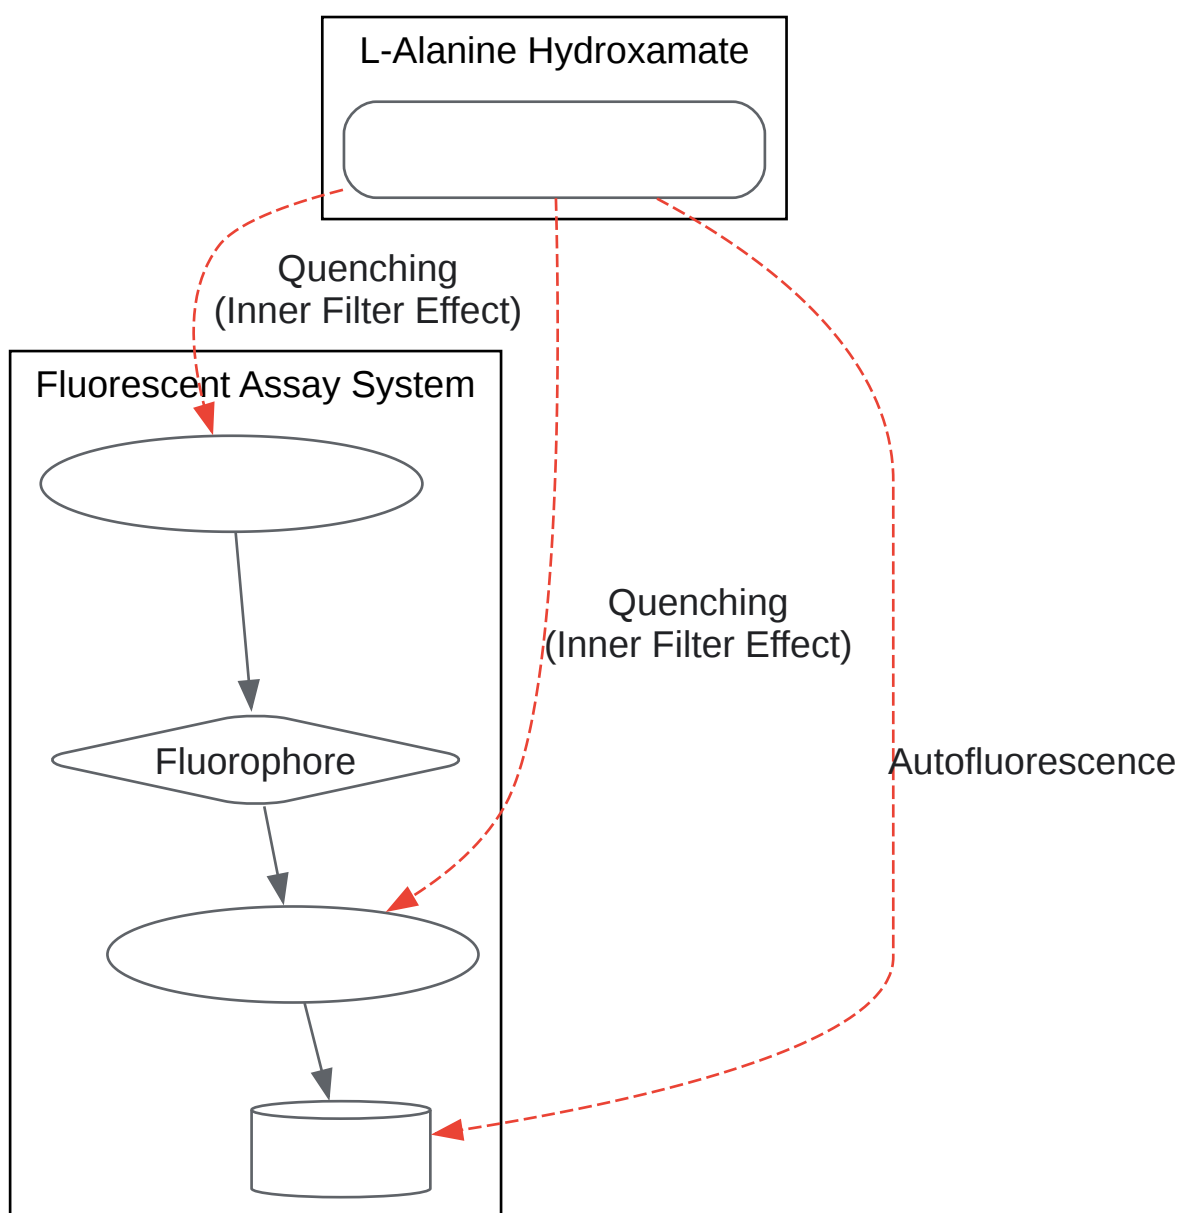 L-Alanine Hydroxamate
Quenching
(Inner Filter Effect)
Fluorescent Assay System
Quenching
(Inner Filter Effect)
Fluorophore
Autofluorescence